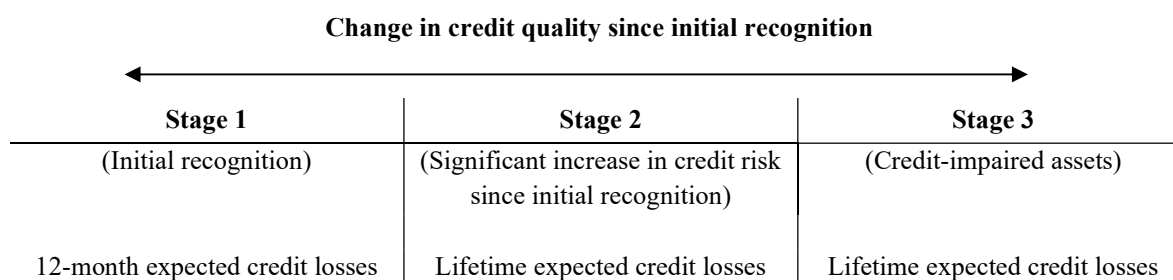 Change in credit quality since initial recognition
Stage 1 Stage 2 Stage 3
(Initial recognition) (Significant increase in credit risk (Credit-impaired assets)
since initial recognition)
12-month expected credit losses Lifetime expected credit losses Lifetime expected credit losses